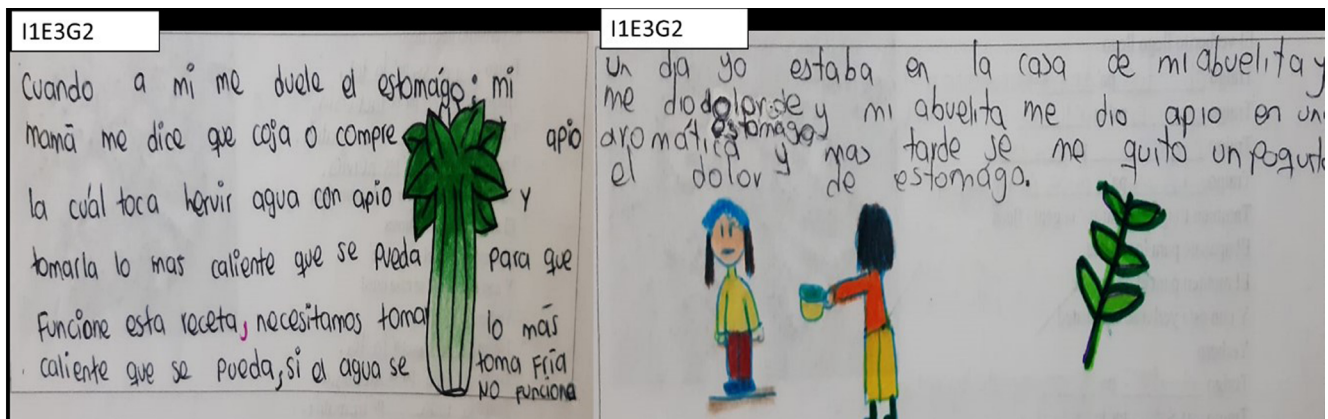 I1E3G2
Cuando a mi me duele el estomágo; mi
mamá me dice que coja o compre apio
la cuál toca hervir agua con apio y
tomarla lo mas caliente que se pueda para que
Funcione esta receta, necesitamos tomar lo más
caliente que se pueda, si el agua se toma Fría
NO funciona
I1E3G2
un dia yo estaba en la casa de mi abuelita y
me dio dolor de estomago y mi abuelita me dio apio en una
aromática y mas tarde se me quito un poquito
el dolor de estomágo.